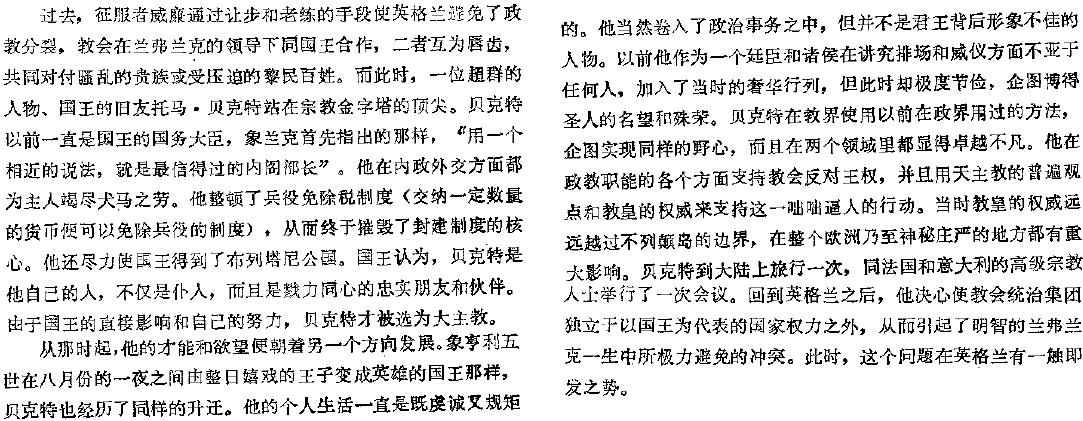 过去，征服者威廉通过让步和老练的手段使英格兰避免了政
教分裂，教会在兰弗兰克的领导下同国王合作，二者互为唇齿，
共同对付骚乱的贵族或受压迫的黎民百姓。而此时，一位超群的
人物、国王的旧友托马·贝克特站在宗教金字塔的顶尖。贝克特
以前一直是国王的国务大臣，象兰克首先指出的那样，“用一个
相近的说法，就是最信得过的内阁部长”。他在内政外交方面都
为主人竭尽犬马之劳。他整顿了兵役免除税制度（交纳一定数量
的货币便可以免除兵役的制度），从而终于摧毁了封建制度的核
心。他还尽力使国王得到了布列塔尼公国。国王认为，贝克特是
他自己的人，不仅是仆人，而且是戮力同心的忠实朋友和伙伴。
由于国王的直接影响和自己的努力，贝克特才被选为大主教。
从那时起，他的才能和欲望便朝着另一个方向发展。象亨利五
世在八月份的一夜之间由整日嬉戏的王子变成英雄的国王那样，
贝克特也经历了同样的升迁。他的个人生活一直是既虔诚又规矩
的。他当然卷入了政治事务之中，但并不是君王背后形象不佳的
人物。以前他作为一个廷臣和诸侯在讲究排场和威仪方面不亚于
任何人，加入了当时的奢华行列，但此时却极度节俭，企图博得
圣人的名望和殊荣。贝克特在教界使用以前在政界用过的方法，
企图实现同样的野心，而且在两个领域里都显得卓越不凡。他在
政教职能的各个方面支持教会反对王权，并且用天主教的普遍观
点和教皇的权威来支持这一咄咄逼人的行动。当时教皇的权威远
远越过不列颠岛的边界，在整个欧洲乃至神秘庄严的地方都有重
大影响。贝克特到大陆上旅行一次，同法国和意大利的高级宗教
人士举行了一次会议。回到英格兰之后，他决心使教会统治集团
独立于以国王为代表的国家权力之外，从而引起了明智的兰弗兰
克一生中所极力避免的冲突。此时，这个问题在英格兰有一触即
发之势。